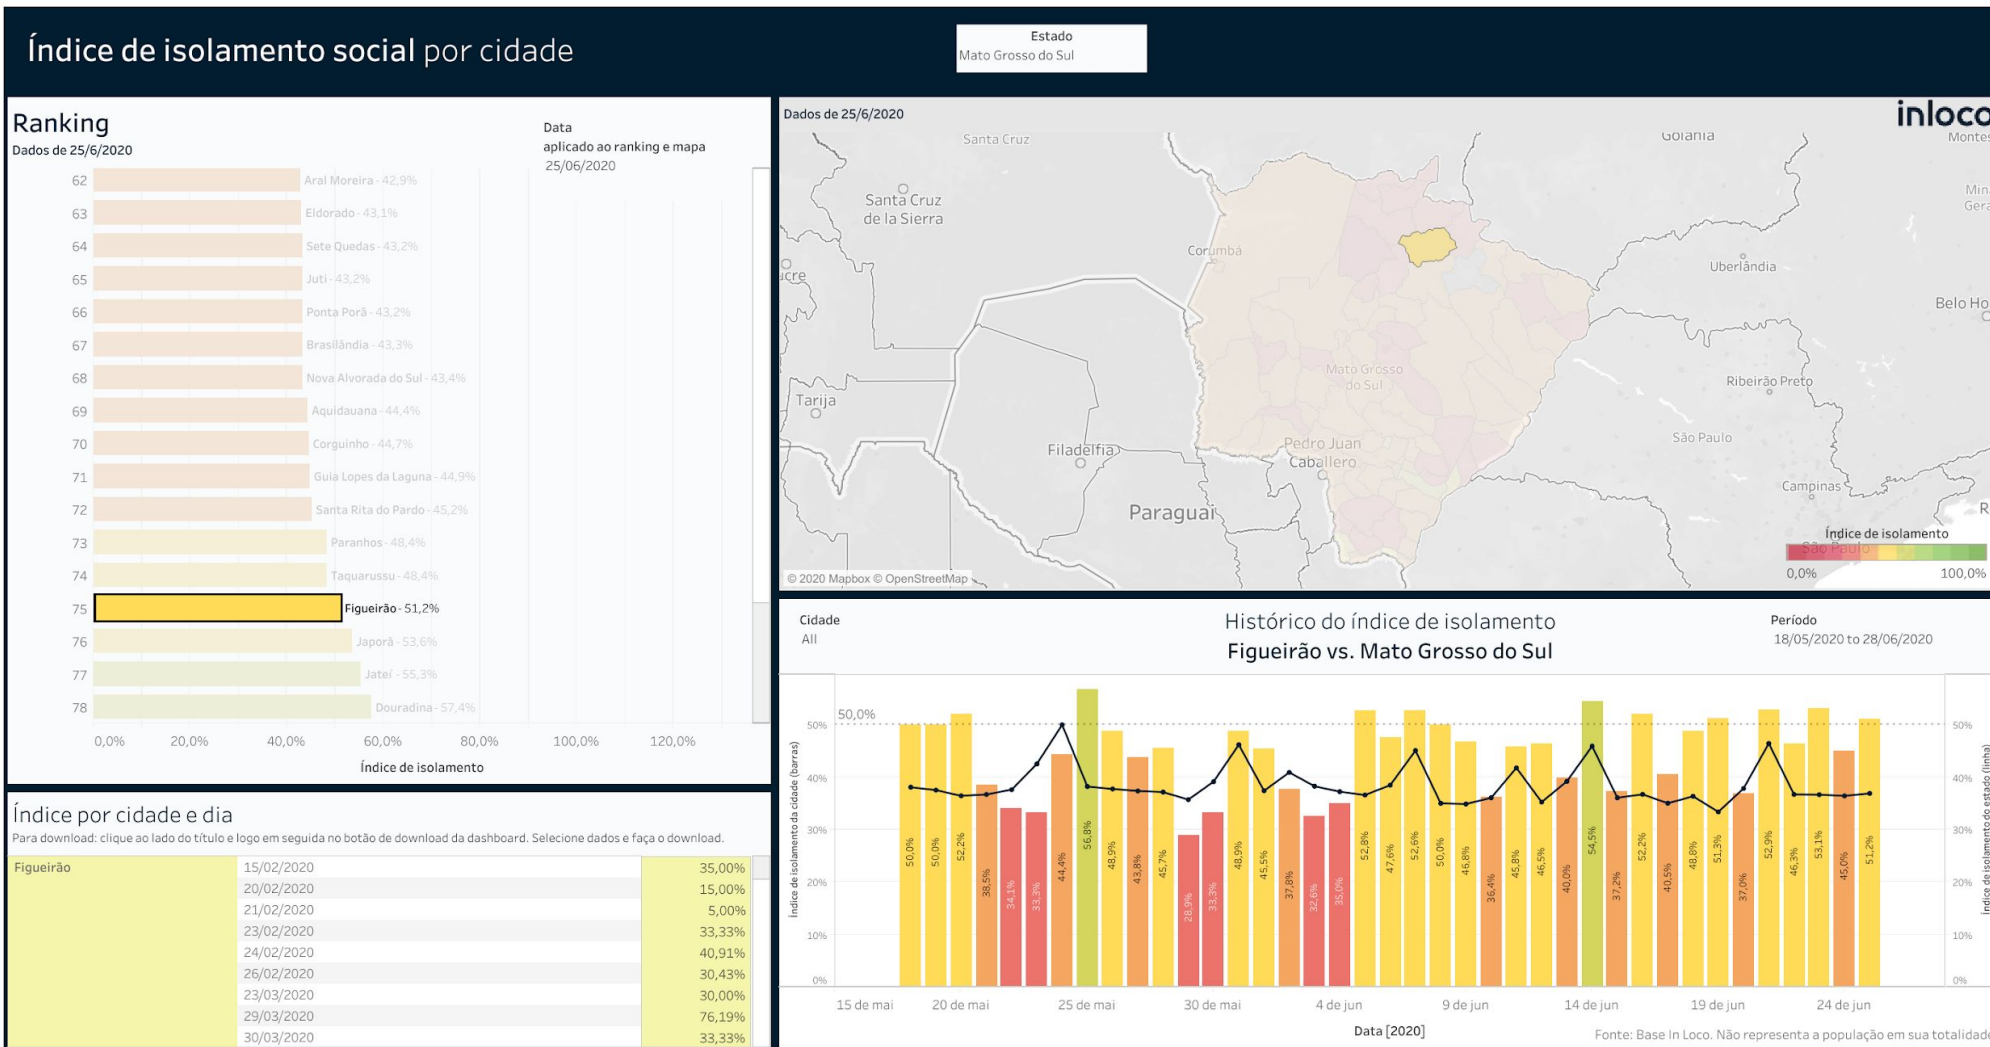 Índice de isolamento social por cidade
Estado
Mato Grosso do Sul
Ranking
Dados de 25/6/2020
Data
aplicado ao ranking e mapa
25/06/2020
62 Aral Moreira - 42,9%
63 Eldorado - 43,1%
64 Sete Quedas - 43,2%
65 Juti - 43,2%
66 Ponta Porã - 43,2%
67 Brasilândia - 43,3%
68 Nova Alvorada do Sul - 43,4%
69 Aquidauana - 44,4%
70 Corguinho - 44,7%
71 Guia Lopes da Laguna - 44,9%
72 Santa Rita do Pardo - 45,2%
73 Paranhos - 48,4%
74 Taquarussu - 48,4%
75 Figueirão - 51,2%
76 Japorã - 53,6%
77 Jateí - 55,3%
78 Douradina - 57,4%
0,0% 20,0% 40,0% 60,0% 80,0% 100,0% 120,0%
Índice de isolamento
Índice por cidade e dia
Para download: clique ao lado do título e logo em seguida no botão de download da dashboard. Selecione dados e faça o download.
Figueirão 15/02/2020 35,00%
20/02/2020 15,00%
21/02/2020 5,00%
23/02/2020 33,33%
24/02/2020 40,91%
26/02/2020 30,43%
23/03/2020 30,00%
29/03/2020 76,19%
30/03/2020 33,33%
Dados de 25/6/2020
inloco
Santa Cruz
Goiânia
Montes
Santa Cruz
de la Sierra
Min
Gera
Corumbá
ucre
Uberlândia
Belo Ho
Mato Grosso
do Sul
Ribeirão Preto
Tarija
Filadelfia
Pedro Juan
Caballero
São Paulo
Campinas
Paraguai
R
Índice de isolamento
São Paulo
0,0% 100,0%
© 2020 Mapbox © OpenStreetMap
Cidade
All
Histórico do índice de isolamento
Figueirão vs. Mato Grosso do Sul
Período
18/05/2020 to 28/06/2020
50,0%
Índice de isolamento da cidade (barras)
50%
40%
30%
20%
10%
0%
50,0% 50,0% 52,2% 38,5% 34,1% 33,3% 44,4% 56,8% 48,9% 43,8% 45,7% 28,9% 33,3% 48,9% 45,5% 37,8% 32,6% 35,0% 52,8% 47,6% 52,6% 50,0% 46,8% 36,4% 45,8% 46,5% 40,0% 54,5% 37,2% 52,2% 40,5% 48,8% 51,3% 37,0% 52,9% 46,3% 53,1% 45,0% 51,2%
50%
40%
30%
20%
10%
0%
Índice de isolamento do estado (linha)
15 de mai 20 de mai 25 de mai 30 de mai 4 de jun 9 de jun 14 de jun 19 de jun 24 de jun
Data [2020]
Fonte: Base In Loco. Não representa a população em sua totalidade